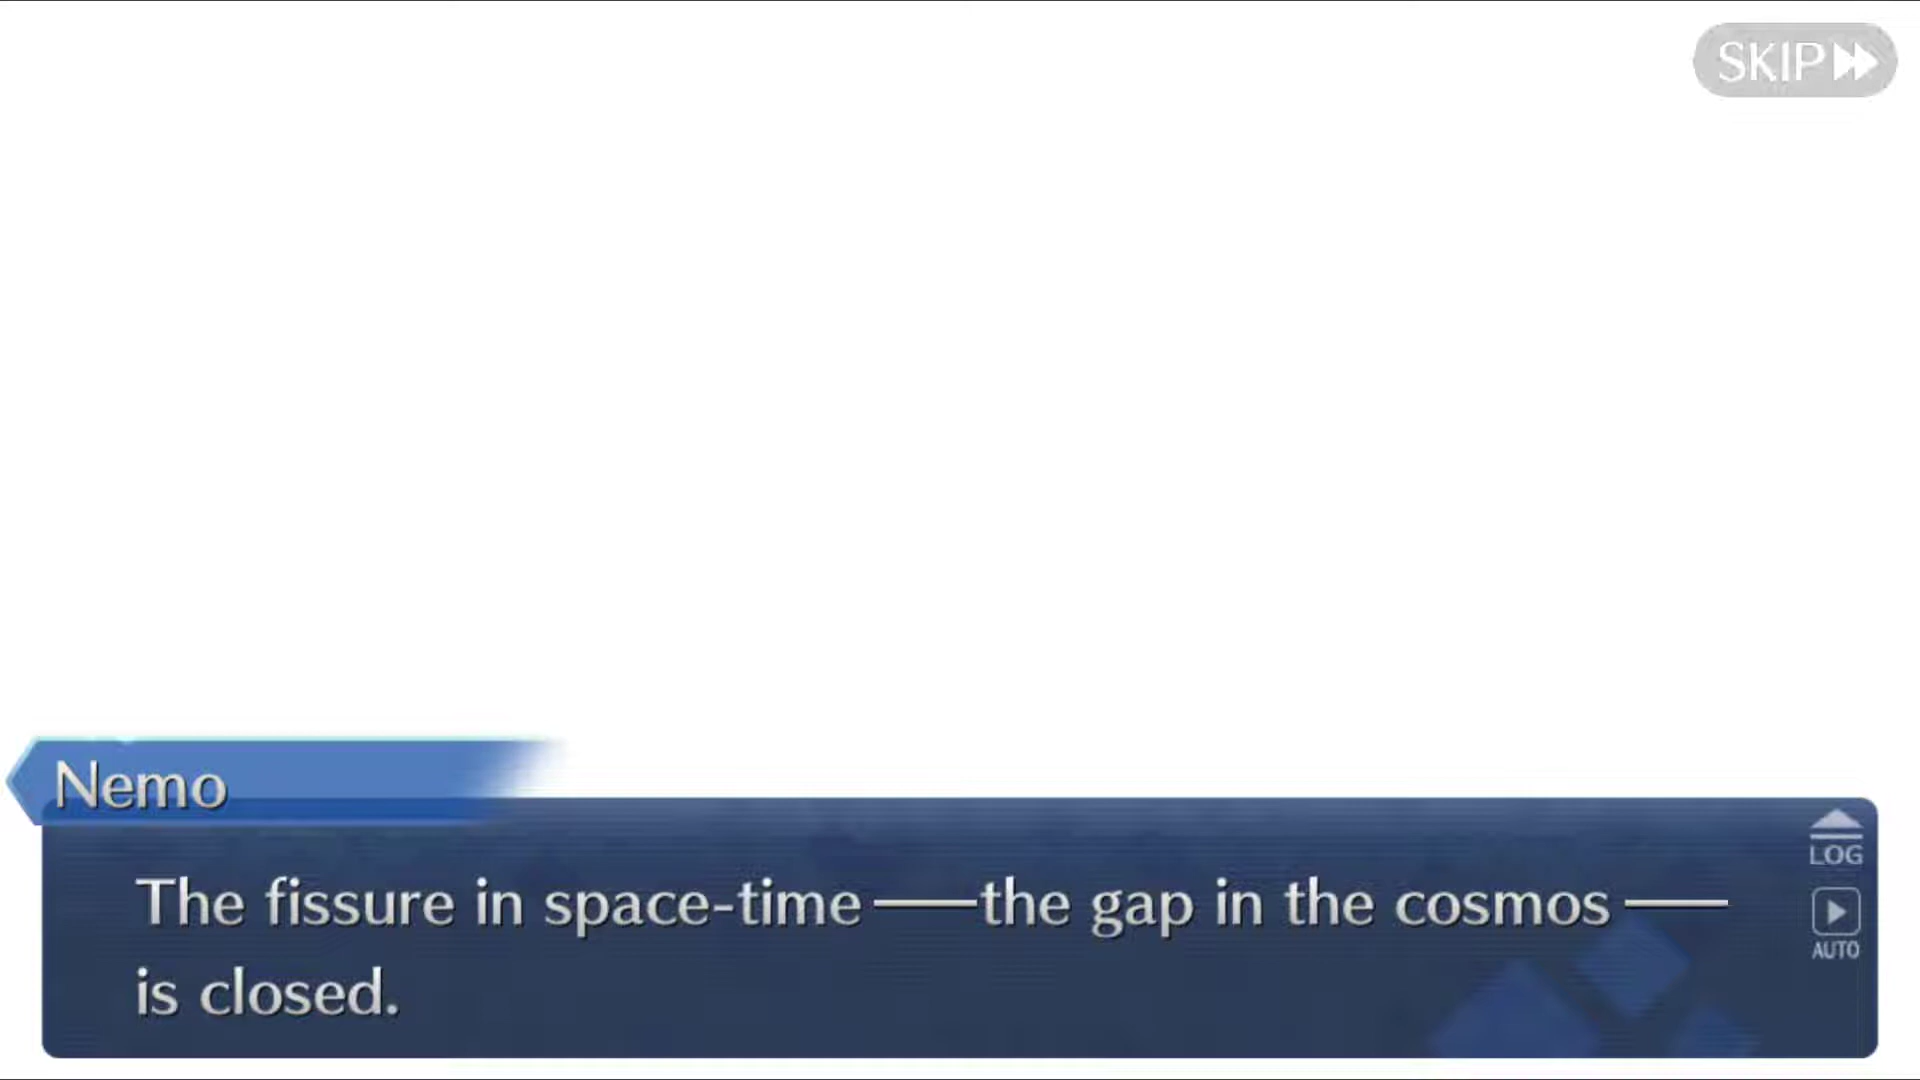 SKIP
Nemo
LOG
The fissure in space-time——the gap in the cosmos——
is closed.
AUTO